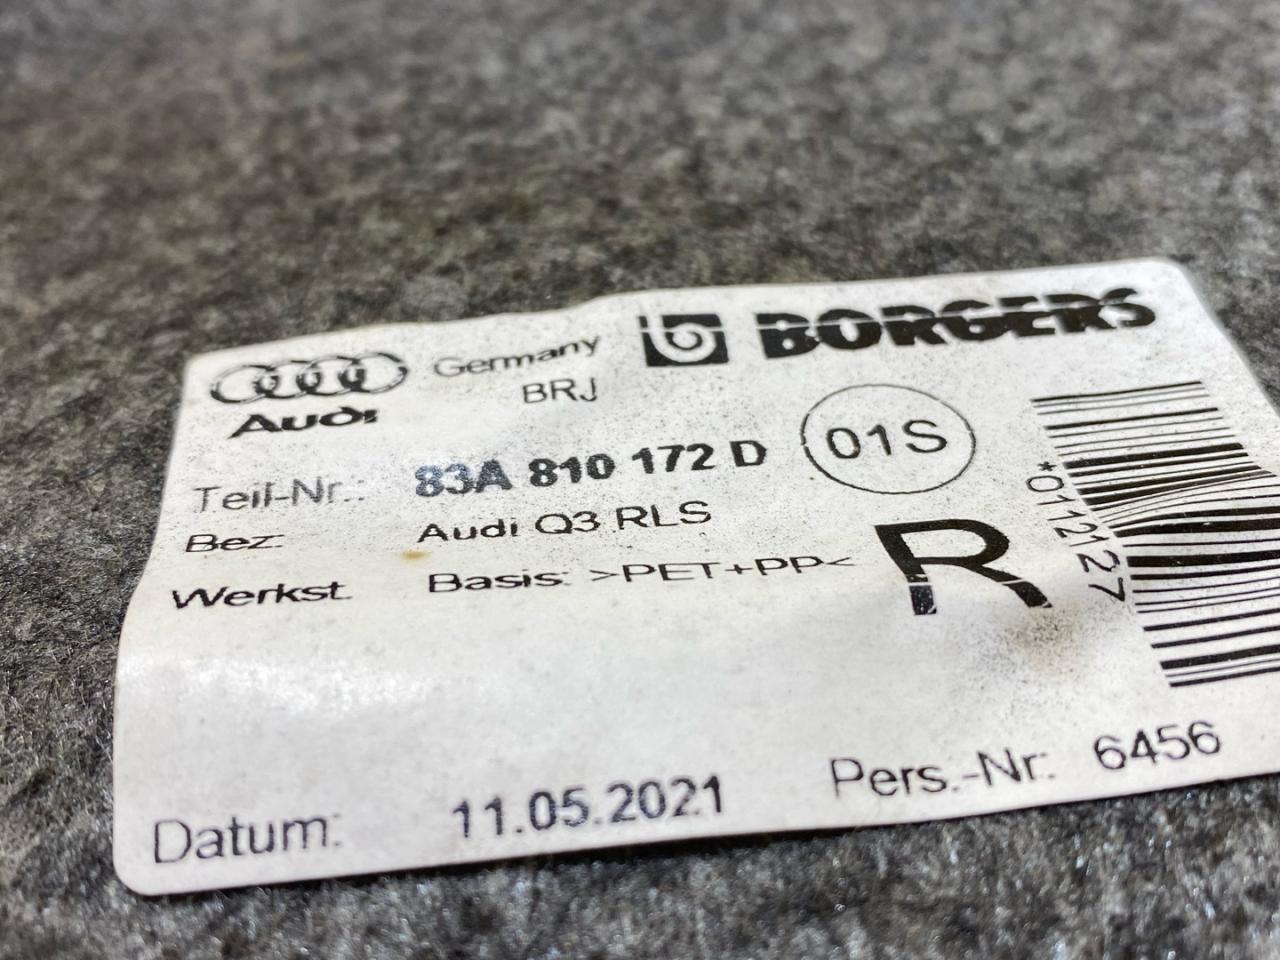 Audi
Germany
BRJ
BORGERS
Teil-Nr.: 83A 810 172 D
01S
Bez: Audi Q3 RLS
Werkst. Basis: >PET+PP<
R
*0112127
Datum: 11.05.2021
Pers.-Nr: 6456